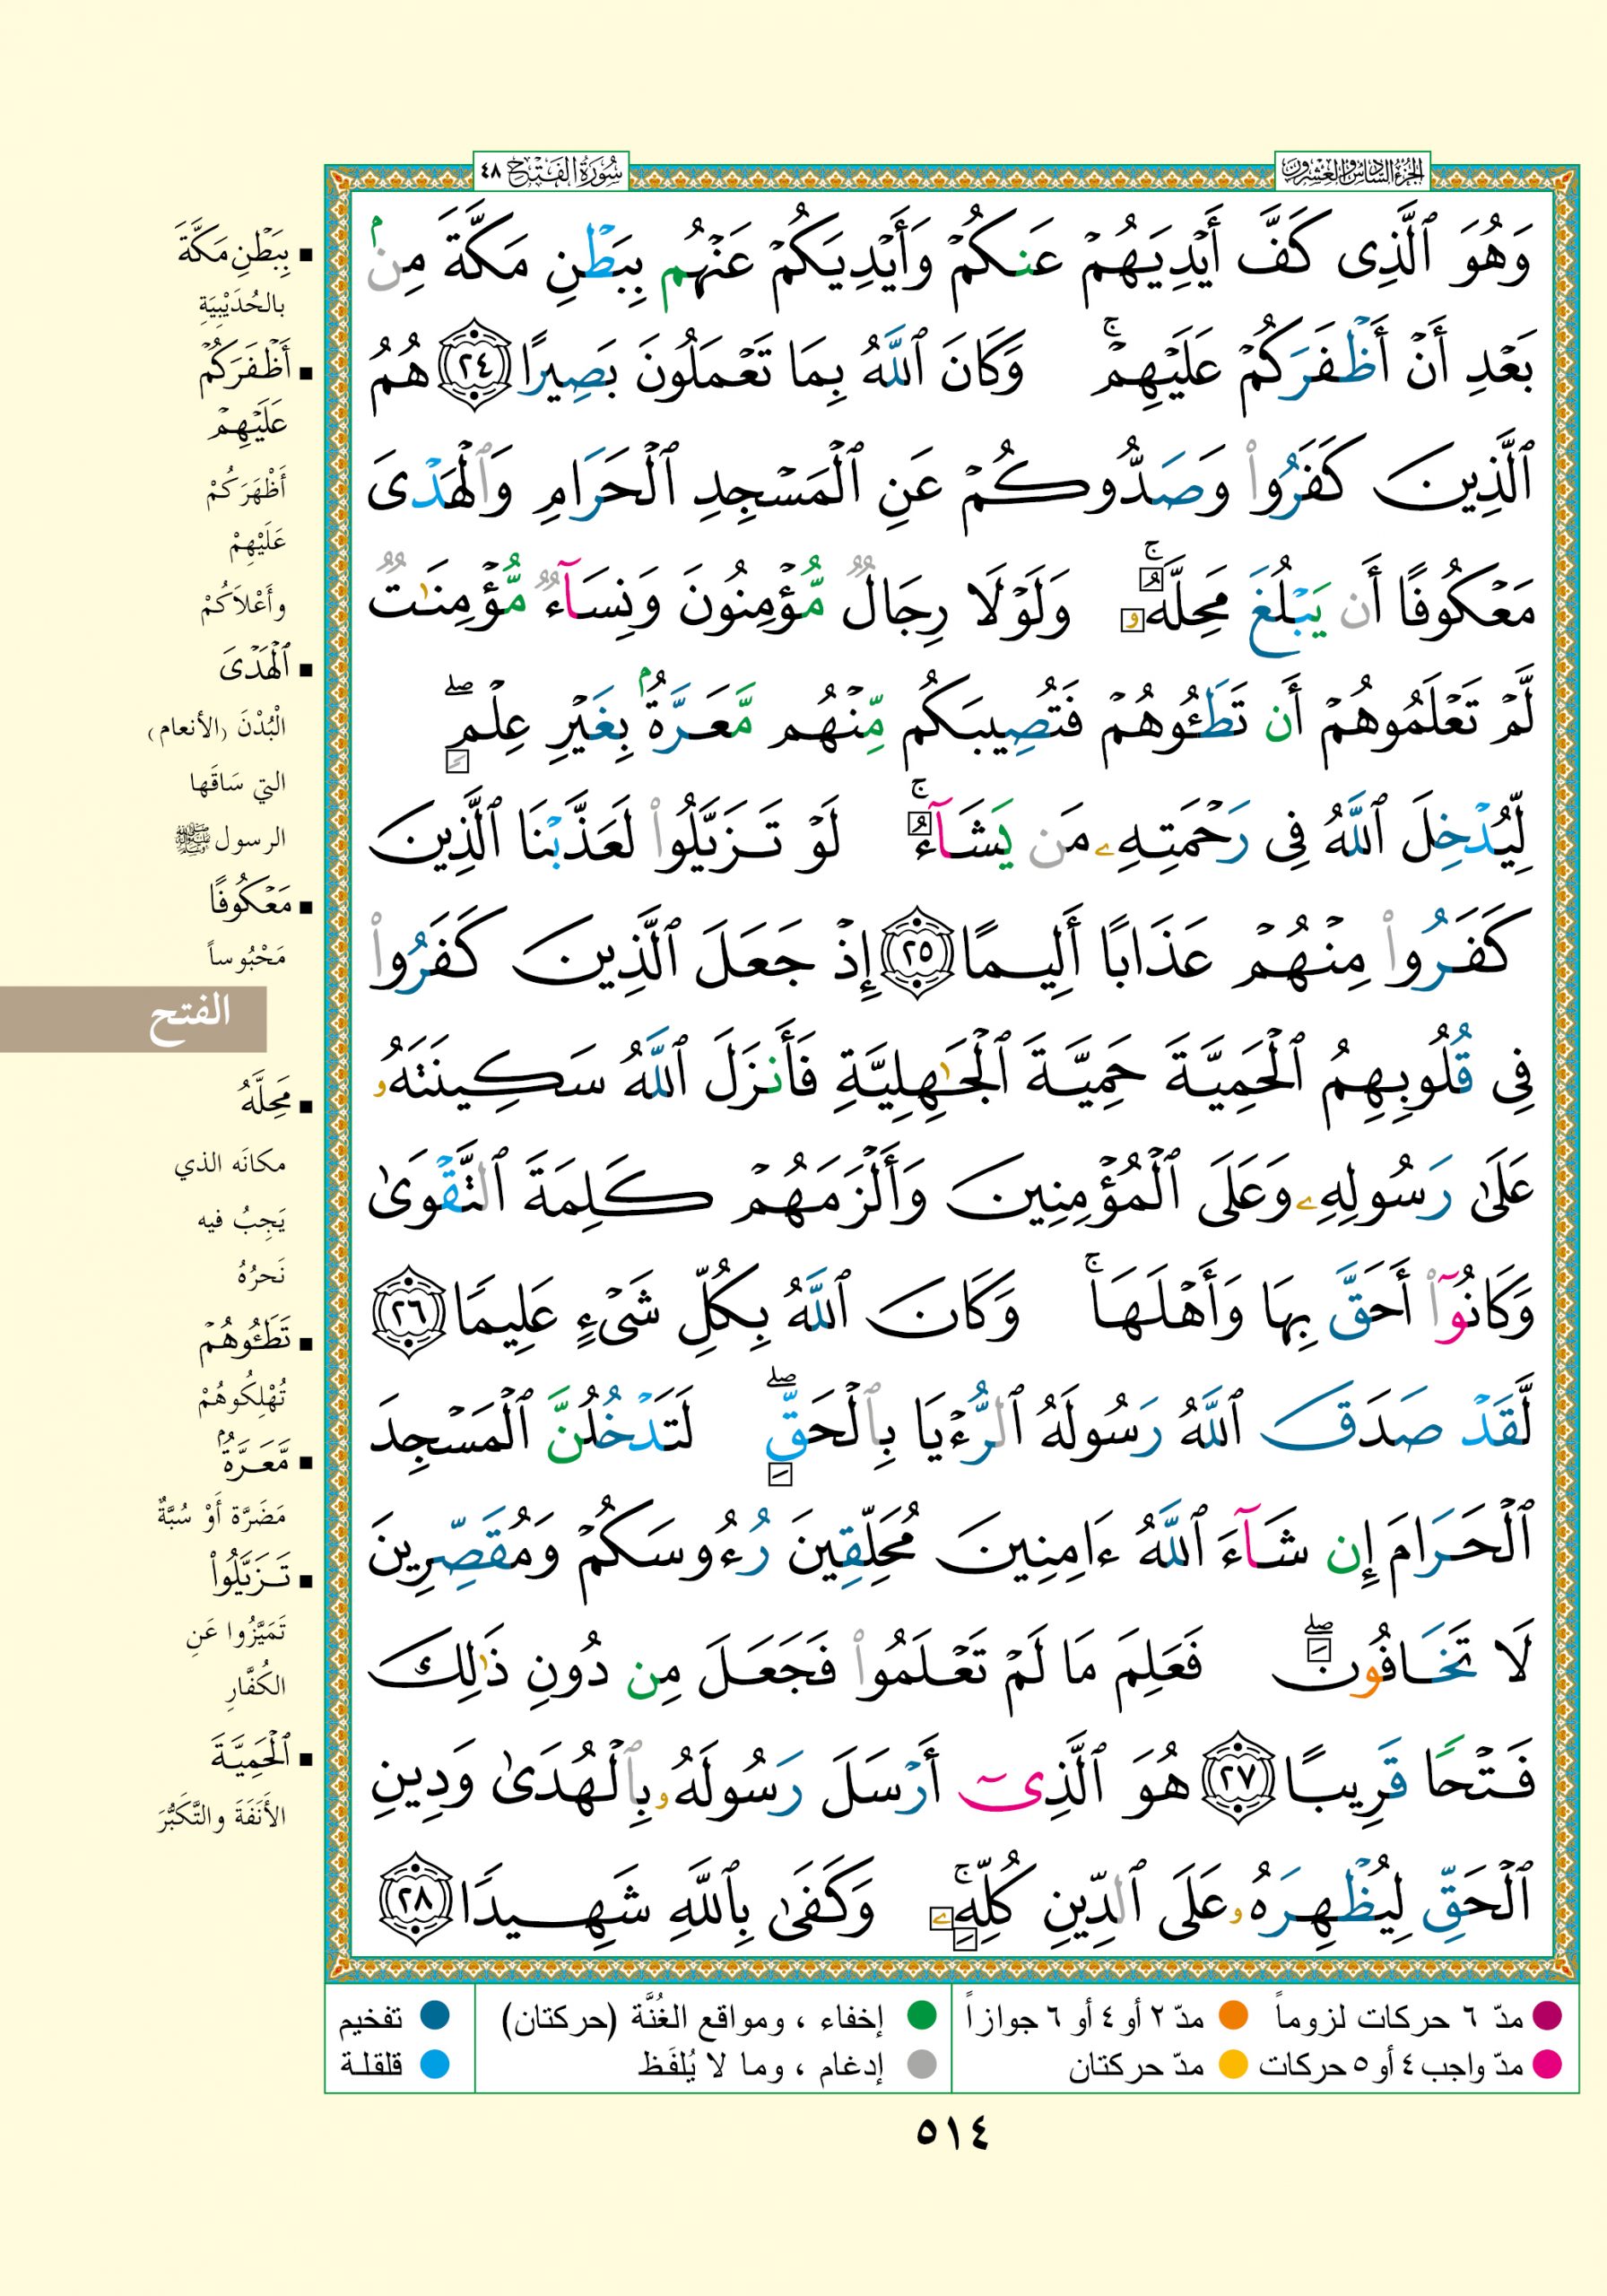 الجزء السادس والعشرون
سورة الفتح ٤٨
وَهُوَ ٱلَّذِى كَفَّ أَيْدِيَهُمْ عَنكُمْ وَأَيْدِيَكُمْ عَنْهُم بِبَطْنِ مَكَّةَ مِنۢ
بَعْدِ أَنْ أَظْفَرَكُمْ عَلَيْهِمْ ۚ وَكَانَ ٱللَّهُ بِمَا تَعْمَلُونَ بَصِيرًا ٢٤ هُمُ
ٱلَّذِينَ كَفَرُوا۟ وَصَدُّوكُمْ عَنِ ٱلْمَسْجِدِ ٱلْحَرَامِ وَٱلْهَدْىَ
مَعْكُوفًا أَن يَبْلُغَ مَحِلَّهُۥ ۚ وَلَوْلَا رِجَالٌ مُّؤْمِنُونَ وَنِسَآءٌ مُّؤْمِنَٰتٌ
لَّمْ تَعْلَمُوهُمْ أَن تَطَـُٔوهُمْ فَتُصِيبَكُم مِّنْهُم مَّعَرَّةٌۢ بِغَيْرِ عِلْمٍ ۖ
لِّيُدْخِلَ ٱللَّهُ فِى رَحْمَتِهِۦ مَن يَشَآءُ ۚ لَوْ تَزَيَّلُوا۟ لَعَذَّبْنَا ٱلَّذِينَ
كَفَرُوا۟ مِنْهُمْ عَذَابًا أَلِيمًا ٢٥ إِذْ جَعَلَ ٱلَّذِينَ كَفَرُوا۟
فِى قُلُوبِهِمُ ٱلْحَمِيَّةَ حَمِيَّةَ ٱلْجَٰهِلِيَّةِ فَأَنزَلَ ٱللَّهُ سَكِينَتَهُۥ
عَلَىٰ رَسُولِهِۦ وَعَلَى ٱلْمُؤْمِنِينَ وَأَلْزَمَهُمْ كَلِمَةَ ٱلتَّقْوَىٰ
وَكَانُوٓا۟ أَحَقَّ بِهَا وَأَهْلَهَا ۚ وَكَانَ ٱللَّهُ بِكُلِّ شَىْءٍ عَلِيمًا ٢٦
لَّقَدْ صَدَقَ ٱللَّهُ رَسُولَهُ ٱلرُّءْيَا بِٱلْحَقِّ ۖ لَتَدْخُلُنَّ ٱلْمَسْجِدَ
ٱلْحَرَامَ إِن شَآءَ ٱللَّهُ ءَامِنِينَ مُحَلِّقِينَ رُءُوسَكُمْ وَمُقَصِّرِينَ
لَا تَخَافُونَ ۖ فَعَلِمَ مَا لَمْ تَعْلَمُوا۟ فَجَعَلَ مِن دُونِ ذَٰلِكَ
فَتْحًا قَرِيبًا ٢٧ هُوَ ٱلَّذِىٓ أَرْسَلَ رَسُولَهُۥ بِٱلْهُدَىٰ وَدِينِ
ٱلْحَقِّ لِيُظْهِرَهُۥ عَلَى ٱلدِّينِ كُلِّهِۦ ۚ وَكَفَىٰ بِٱللَّهِ شَهِيدًا ٢٨
▪ بِبَطْنِ مَكَّةَ
بالحُدَيْبِيَةِ
▪ أَظْفَرَكُمْ
عَلَيْهِمْ
أَظْهَرَكُمْ
عَلَيْهِمْ
وأَعْلاَكُمْ
▪ ٱلْهَدْىَ
الْبُدْنَ (الأنعام)
التي سَاقَها
الرسول ﷺ
▪ مَعْكُوفًا
مَحْبُوساً
الفتح
▪ مَحِلَّهُ
مكانَه الذي
يَجِبُ فيه
نَحرُهُ
▪ تَطَـُٔوهُمْ
تُهْلِكُوهُمْ
▪ مَّعَرَّةٌۢ
مَضَرَّة أَوْ سُبَّةٌ
▪ تَزَيَّلُوا۟
تَمَيَّزُوا عَنِ
الكُفَّارِ
▪ ٱلْحَمِيَّةَ
الأَنَفَةَ والتَّكَبُّرَ
مدّ ٦ حركات لزوماً
مدّ ٢ أو ٤ أو ٦ جوازاً
إخفاء ، ومواقع الغُنَّة (حركتان)
تفخيم
مدّ واجب ٤ أو ٥ حركات
مدّ حركتان
إدغام ، وما لا يُلفَظ
قلقلة
٥١٤